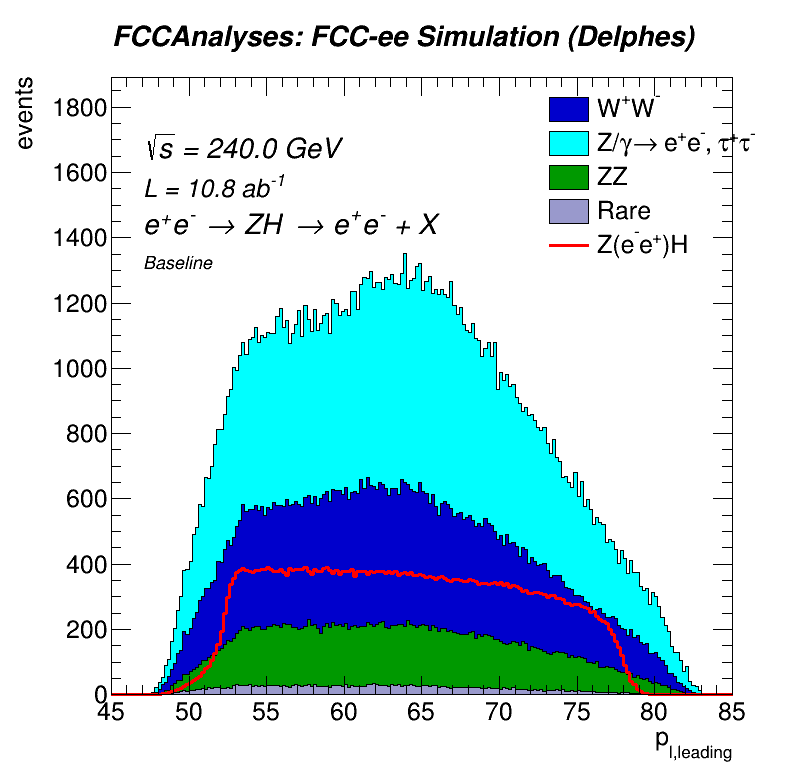 FCCAnalyses: FCC-ee Simulation (Delphes)
events
1800
1600
1400
1200
1000
800
600
400
200
0
√s = 240.0 GeV
L = 10.8 ab⁻¹
e⁺e⁻ → ZH → e⁺e⁻ + X
Baseline
W⁺W⁻
Z/γ→ e⁺e⁻, τ⁺τ⁻
ZZ
Rare
Z(e⁻e⁺)H
45 50 55 60 65 70 75 80 85
p_l,leading